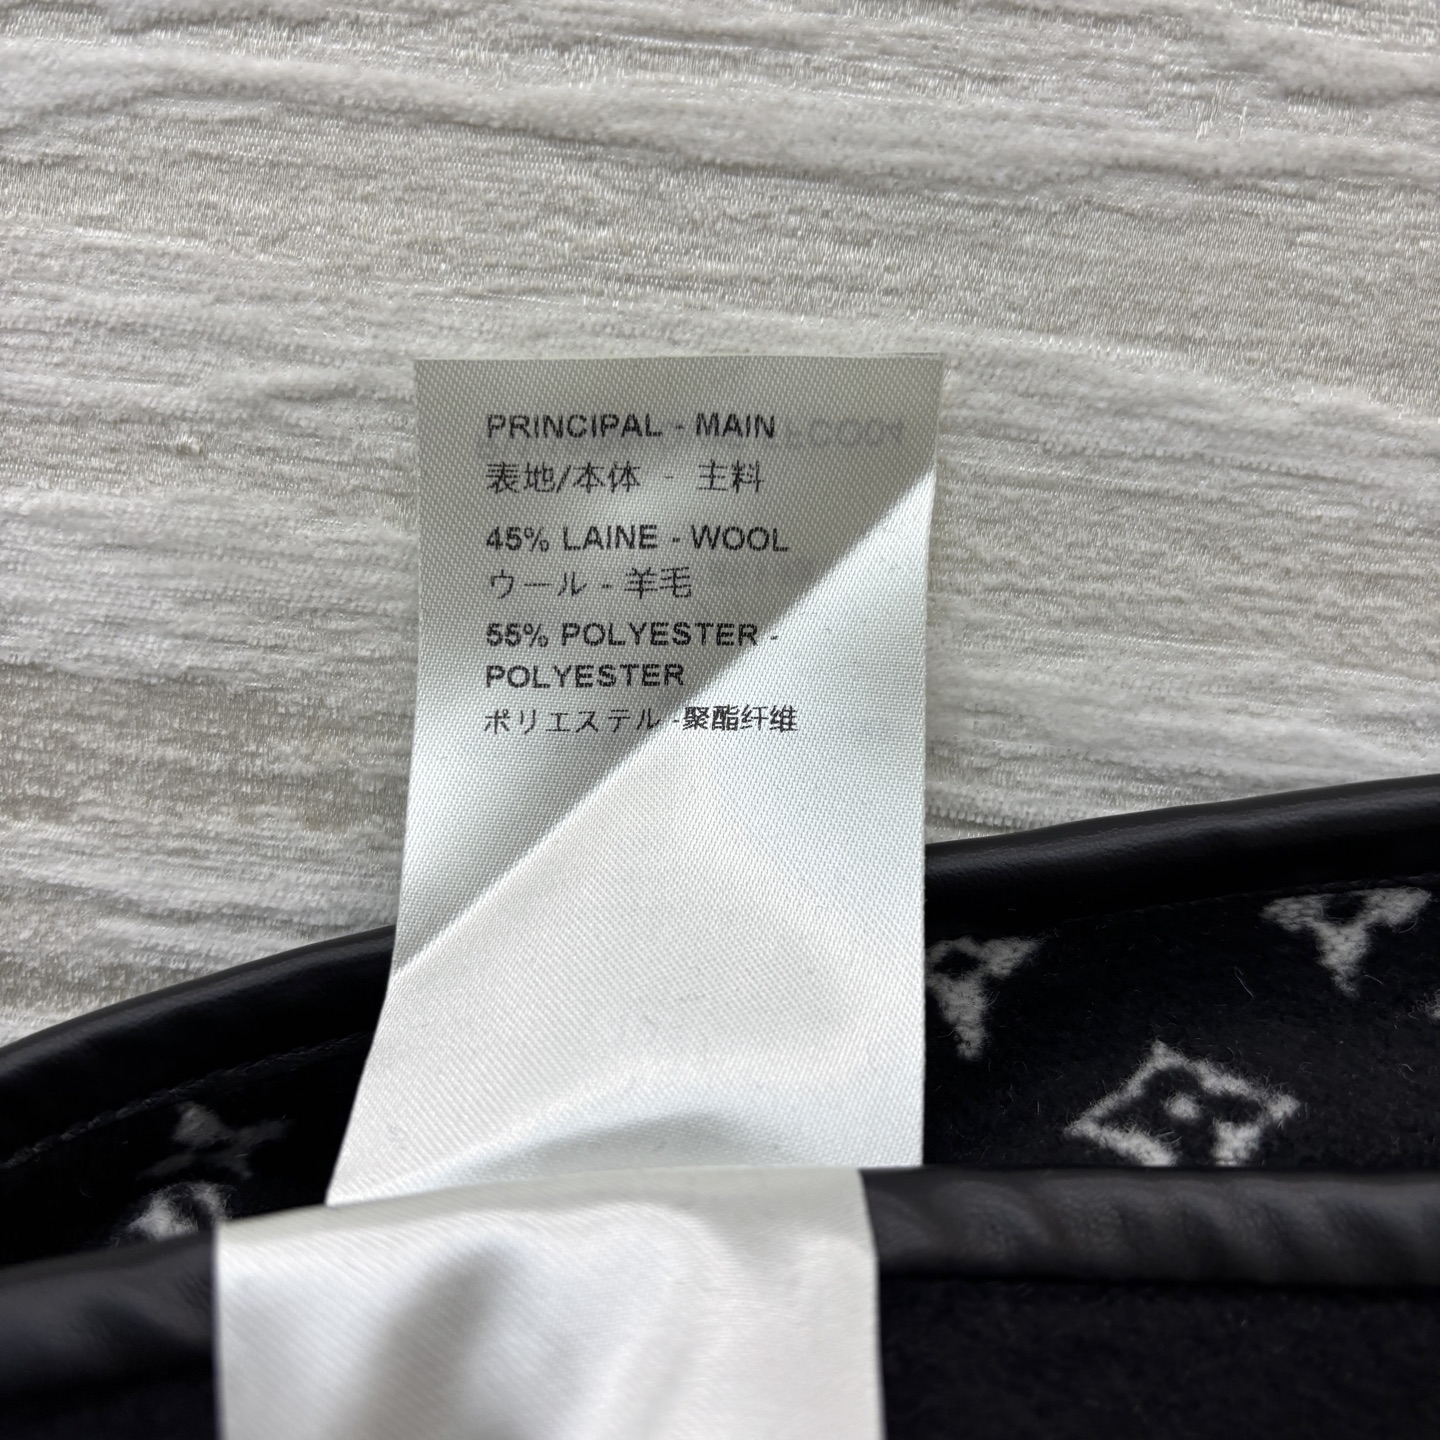 PRINCIPAL - MAIN
表地/本体 - 主料
45% LAINE - WOOL
ウール - 羊毛
55% POLYESTER -
POLYESTER
ポリエステル -聚酯纤维